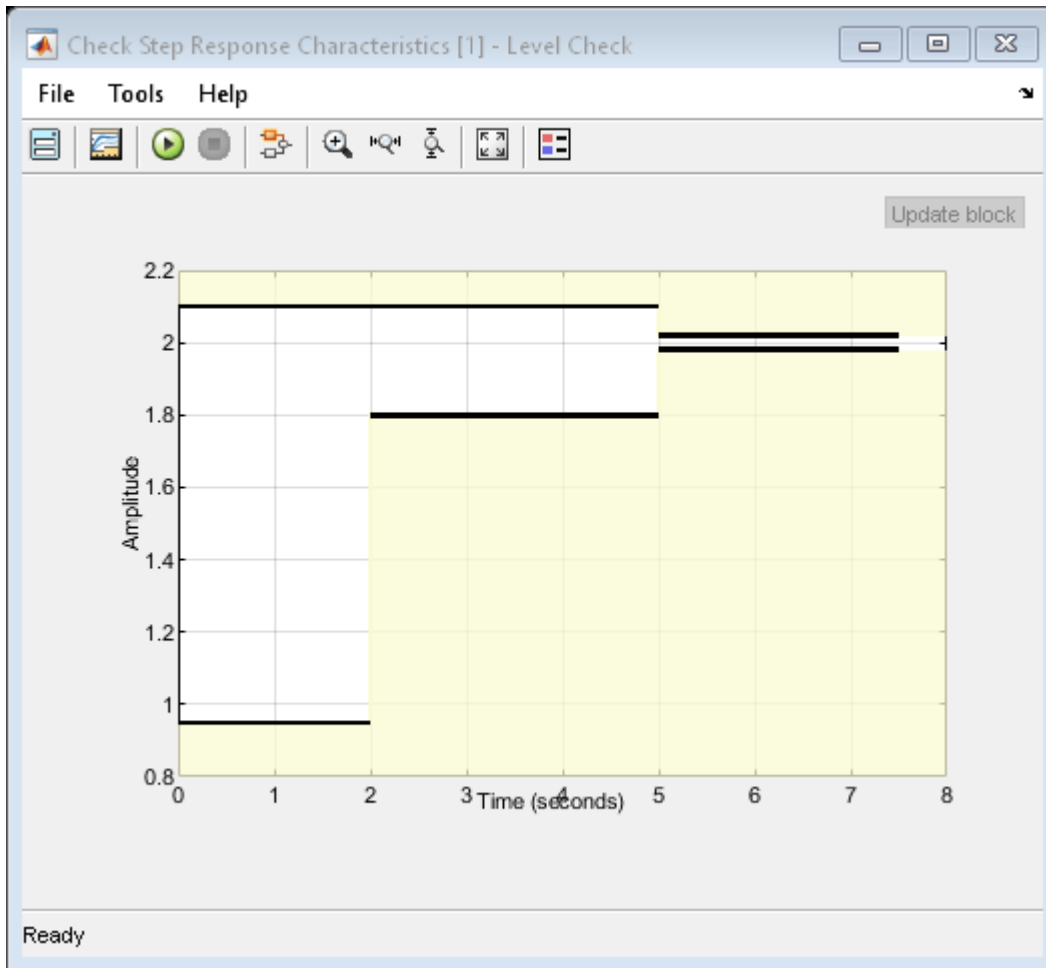 Check Step Response Characteristics [1] - Level Check
File Tools Help
Update block
2.2
2
1.8
1.6
1.4
1.2
1
0.8
Amplitude
0 1 2 3 4 5 6 7 8
Time (seconds)
Ready